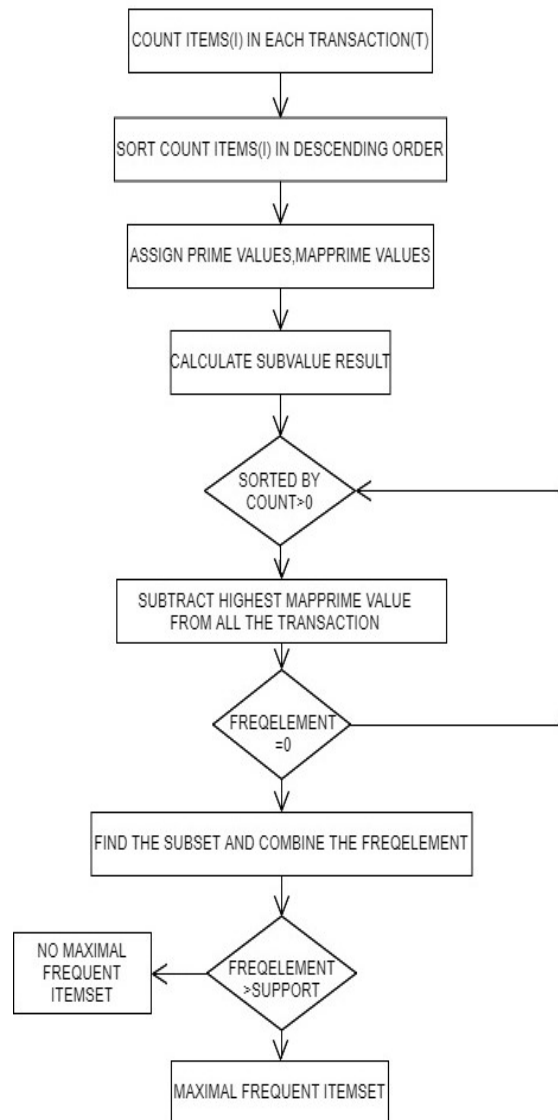 COUNT ITEMS(I) IN EACH TRANSACTION(T)
SORT COUNT ITEMS(I) IN DESCENDING ORDER
ASSIGN PRIME VALUES,MAPPRIME VALUES
CALCULATE SUBVALUE RESULT
SORTED BY
COUNT>0
SUBTRACT HIGHEST MAPPRIME VALUE
FROM ALL THE TRANSACTION
FREQELEMENT
=0
FIND THE SUBSET AND COMBINE THE FREQELEMENT
NO MAXIMAL
FREQUENT
ITEMSET
FREQELEMENT
>SUPPORT
MAXIMAL FREQUENT ITEMSET